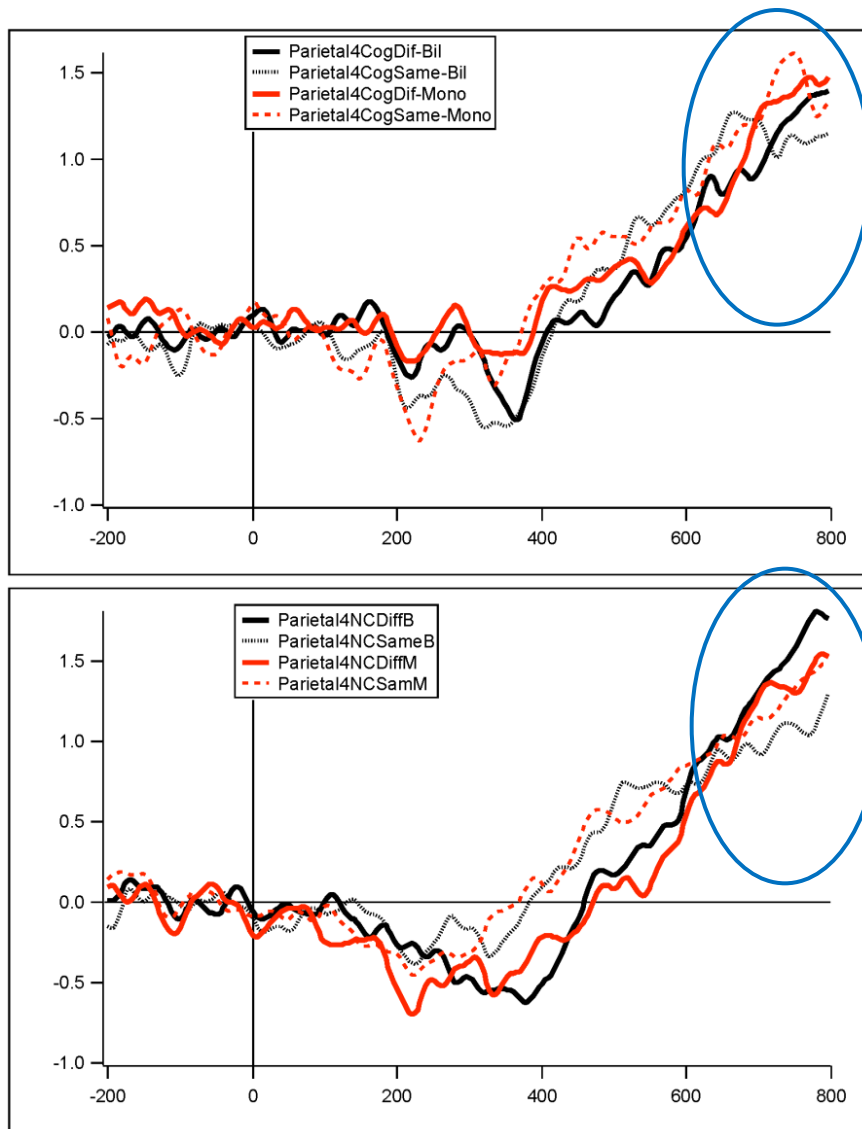 Parietal4CogDif-Bil
Parietal4CogSame-Bil
Parietal4CogDif-Mono
Parietal4CogSame-Mono
1.5
1.0
0.5
0.0
-0.5
-1.0
-200 0 200 400 600 800
Parietal4NCDiffB
Parietal4NCSameB
Parietal4NCDiffM
Parietal4NCSamM
1.5
1.0
0.5
0.0
-0.5
-1.0
-200 0 200 400 600 800